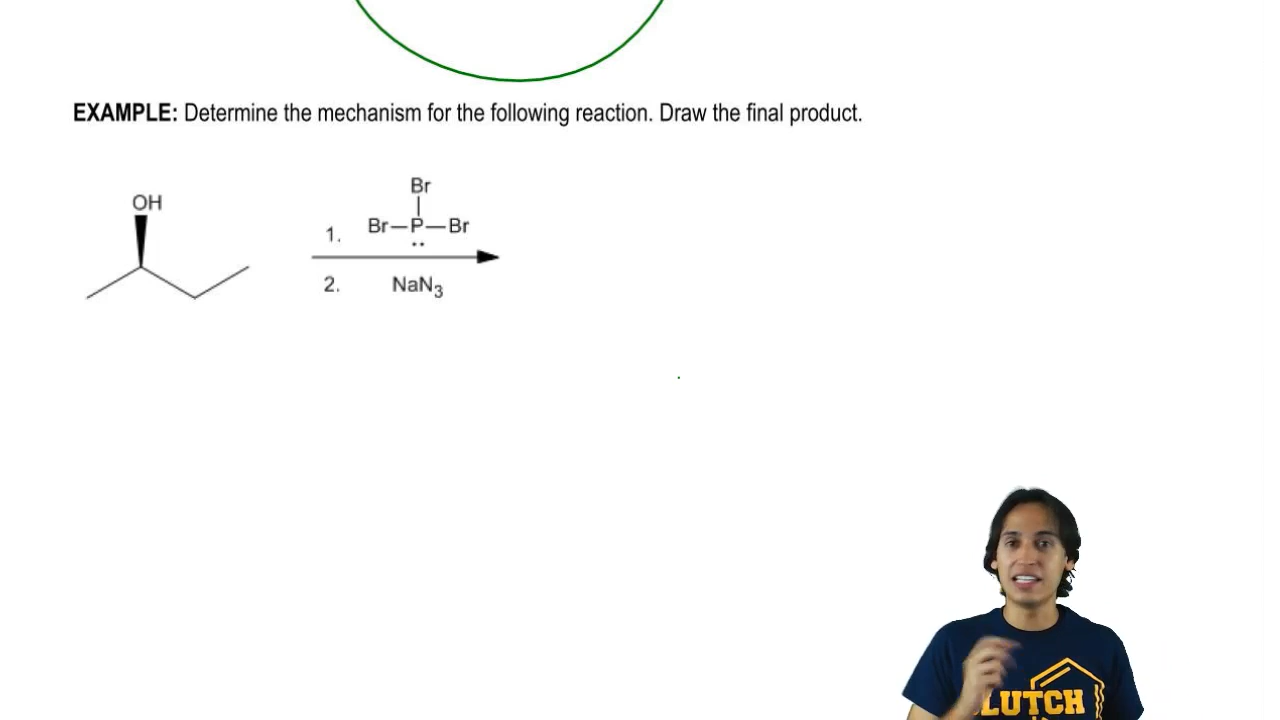 EXAMPLE: Determine the mechanism for the following reaction. Draw the final product.
OH
Br
1. Br—P—Br
2. NaN₃
LUTCH